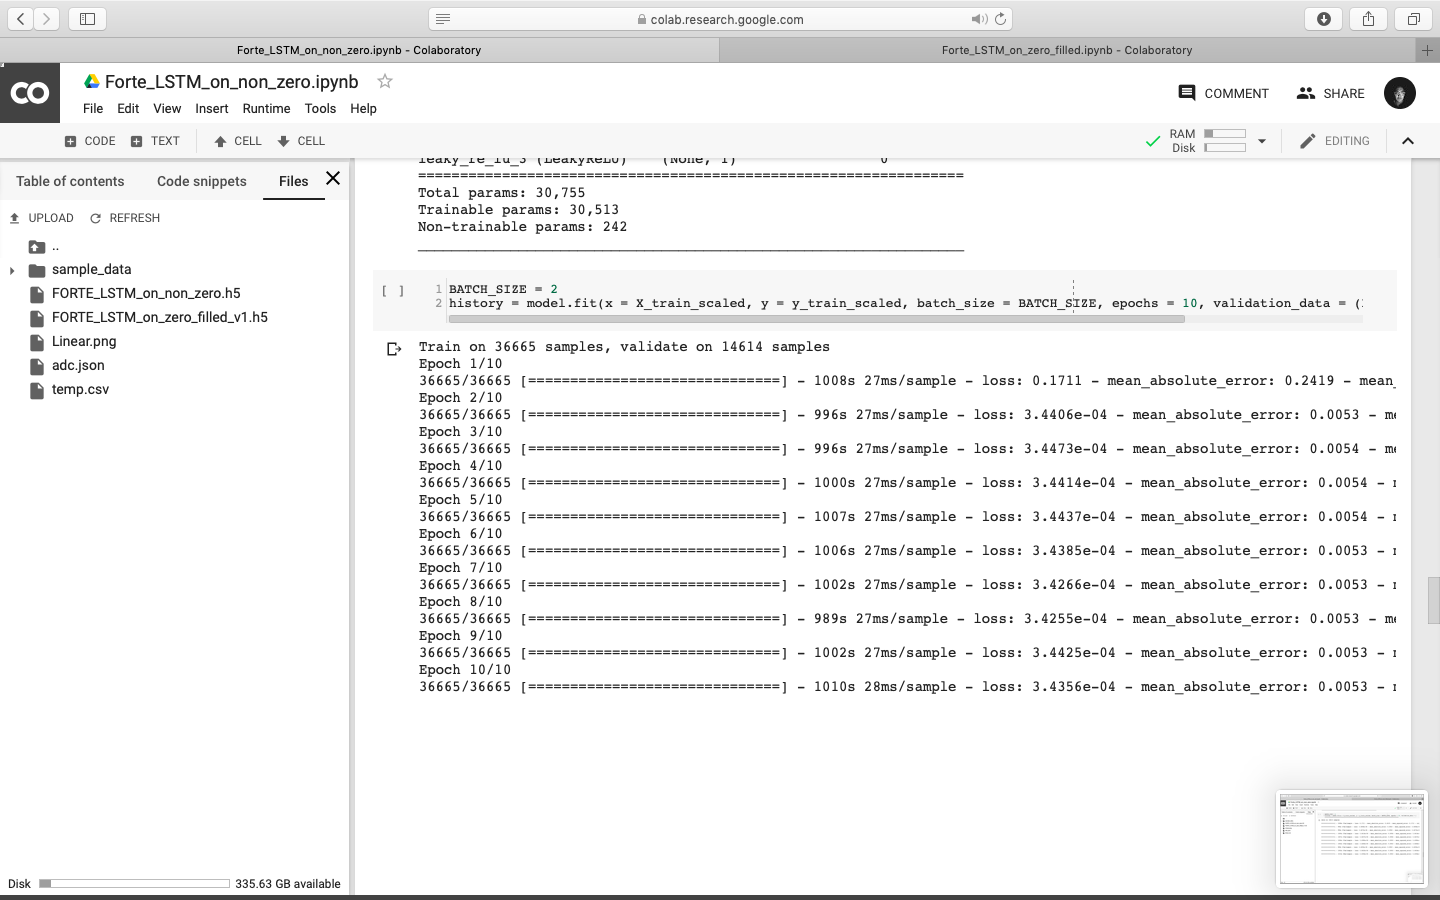 colab.research.google.com
Forte_LSTM_on_non_zero.ipynb - Colaboratory
Forte_LSTM_on_zero_filled.ipynb - Colaboratory
CO
Forte_LSTM_on_non_zero.ipynb
File Edit View Insert Runtime Tools Help
COMMENT
SHARE
CODE TEXT CELL CELL
RAM
Disk
EDITING
Table of contents Code snippets Files
UPLOAD REFRESH
..
sample_data
FORTE_LSTM_on_non_zero.h5
FORTE_LSTM_on_zero_filled_v1.h5
Linear.png
adc.json
temp.csv
Disk 335.63 GB available
leaky_re_lu_3 (LeakyReLU) (None, 1) 0
=================================================================
Total params: 30,755
Trainable params: 30,513
Non-trainable params: 242
_________________________________________________________________
[ ]
1 BATCH_SIZE = 2
2 history = model.fit(x = X_train_scaled, y = y_train_scaled, batch_size = BATCH_SIZE, epochs = 10, validation_data = (
Train on 36665 samples, validate on 14614 samples
Epoch 1/10
36665/36665 [==============================] - 1008s 27ms/sample - loss: 0.1711 - mean_absolute_error: 0.2419 - mean_
Epoch 2/10
36665/36665 [==============================] - 996s 27ms/sample - loss: 3.4406e-04 - mean_absolute_error: 0.0053 - me
Epoch 3/10
36665/36665 [==============================] - 996s 27ms/sample - loss: 3.4473e-04 - mean_absolute_error: 0.0054 - me
Epoch 4/10
36665/36665 [==============================] - 1000s 27ms/sample - loss: 3.4414e-04 - mean_absolute_error: 0.0054 -
Epoch 5/10
36665/36665 [==============================] - 1007s 27ms/sample - loss: 3.4437e-04 - mean_absolute_error: 0.0054 -
Epoch 6/10
36665/36665 [==============================] - 1006s 27ms/sample - loss: 3.4385e-04 - mean_absolute_error: 0.0053 -
Epoch 7/10
36665/36665 [==============================] - 1002s 27ms/sample - loss: 3.4266e-04 - mean_absolute_error: 0.0053 -
Epoch 8/10
36665/36665 [==============================] - 989s 27ms/sample - loss: 3.4255e-04 - mean_absolute_error: 0.0053 - me
Epoch 9/10
36665/36665 [==============================] - 1002s 27ms/sample - loss: 3.4425e-04 - mean_absolute_error: 0.0053 -
Epoch 10/10
36665/36665 [==============================] - 1010s 28ms/sample - loss: 3.4356e-04 - mean_absolute_error: 0.0053 -